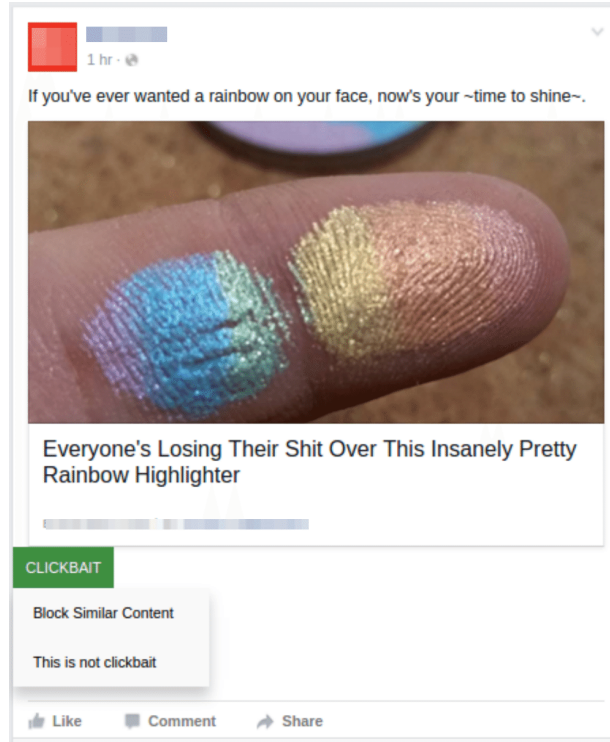 1 hr ·
If you've ever wanted a rainbow on your face, now's your ~time to shine~.
Everyone's Losing Their Shit Over This Insanely Pretty
Rainbow Highlighter
CLICKBAIT
Block Similar Content
This is not clickbait
Like Comment Share